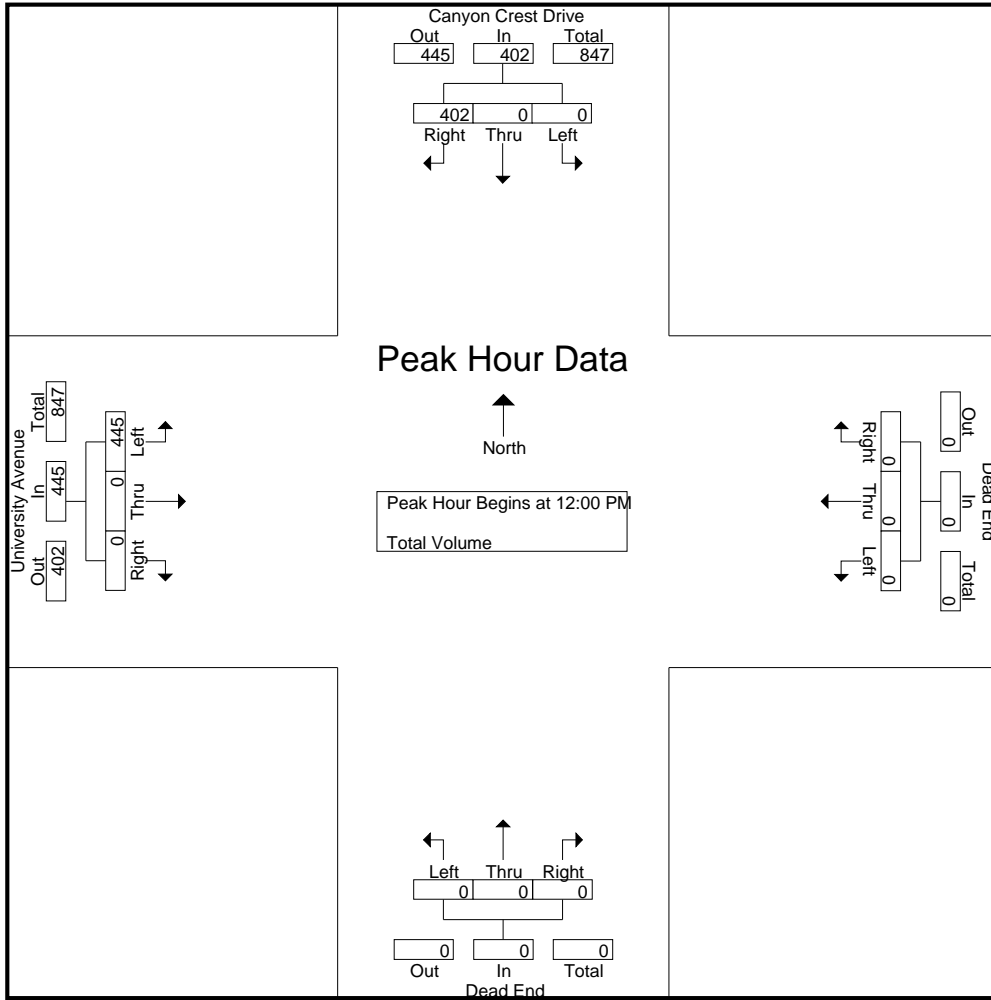 Canyon Crest Drive
Out In Total
445 402 847
402 0 0
Right Thru Left
Peak Hour Data
North
Peak Hour Begins at 12:00 PM
Total Volume
University Avenue
Out In Total
402 445 847
445 0 0
Left Thru Right
Dead End
Out In Total
0 0 0
0 0 0
Right Thru Left
Left Thru Right
0 0 0
0 0 0
Out In Total
Dead End